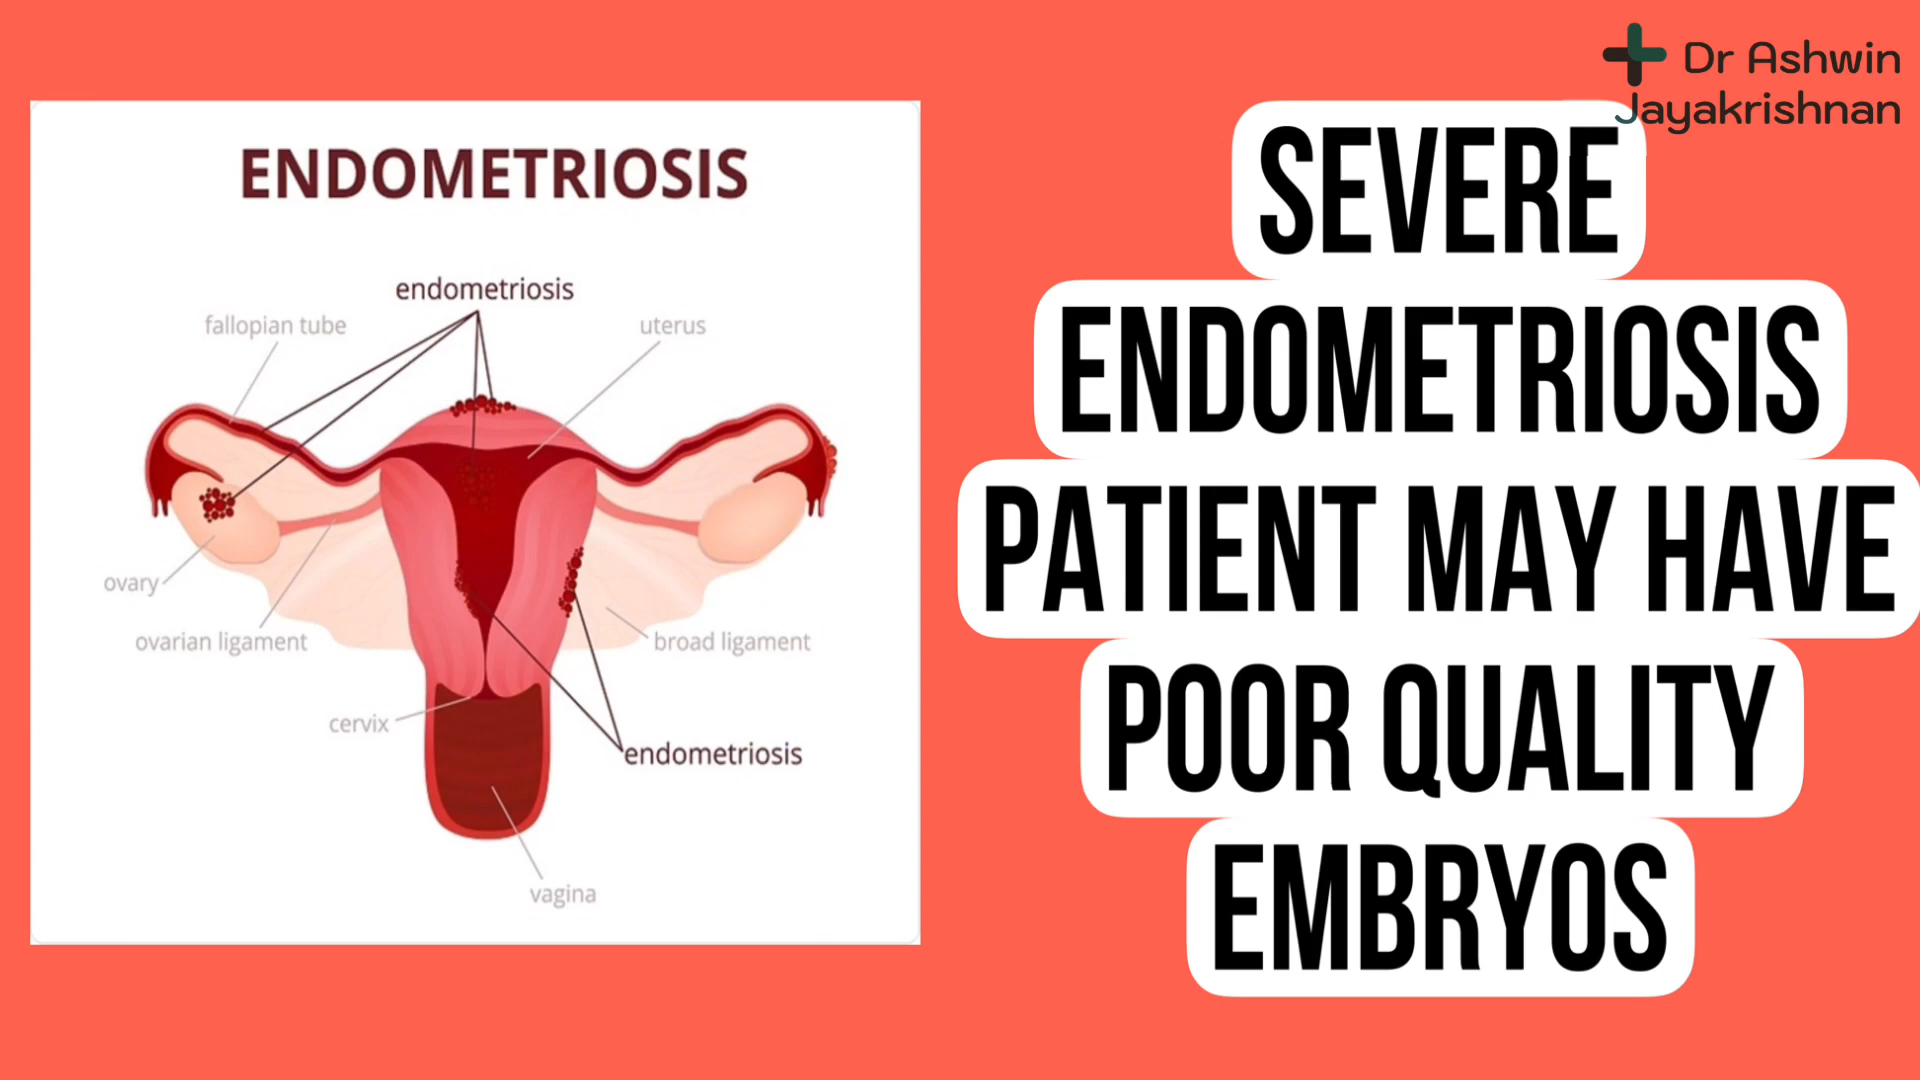 Dr Ashwin
Jayakrishnan
ENDOMETRIOSIS
endometriosis
fallopian tube
uterus
ovary
ovarian ligament
broad ligament
cervix
endometriosis
vagina
SEVERE
ENDOMETRIOSIS
PATIENT MAY HAVE
POOR QUALITY
EMBRYOS